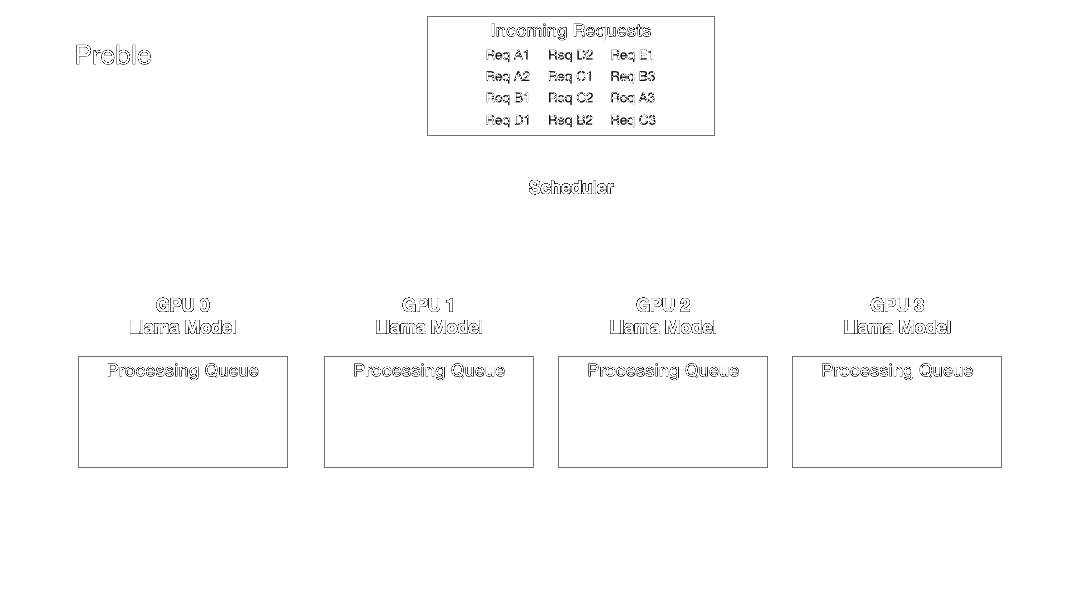 Preble
Incoming Requests
Req A1 Req D2 Req E1
Req A2 Req C1 Req B3
Req B1 Req C2 Req A3
Req D1 Req B2 Req C3
Scheduler
GPU 0 GPU 1 GPU 2 GPU 3
Llama Model Llama Model Llama Model Llama Model
Processing Queue Processing Queue Processing Queue Processing Queue